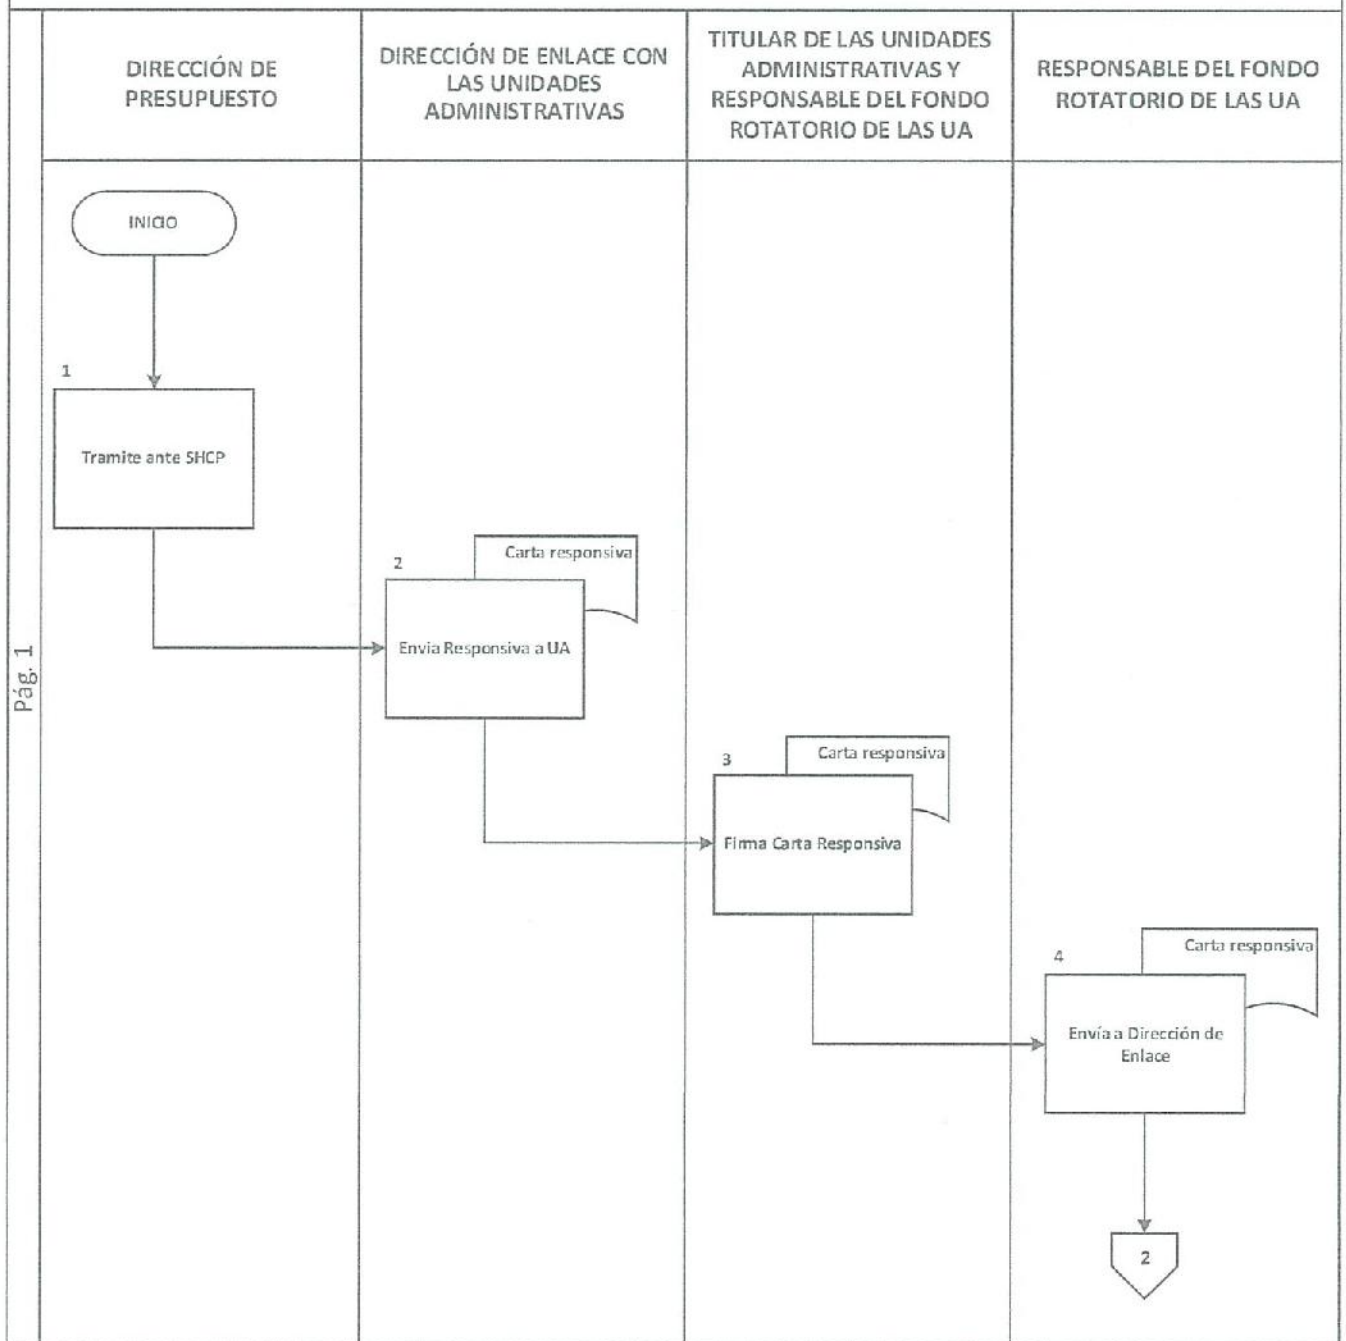 DIRECCIÓN DE
PRESUPUESTO
DIRECCIÓN DE ENLACE CON
LAS UNIDADES
ADMINISTRATIVAS
TITULAR DE LAS UNIDADES
ADMINISTRATIVAS Y
RESPONSABLE DEL FONDO
ROTATORIO DE LAS UA
RESPONSABLE DEL FONDO
ROTATORIO DE LAS UA
Pág. 1
INICIO
1
Tramite ante SHCP
2
Carta responsiva
Envía Responsiva a UA
3
Carta responsiva
Firma Carta Responsiva
4
Carta responsiva
Envía a Dirección de
Enlace
2